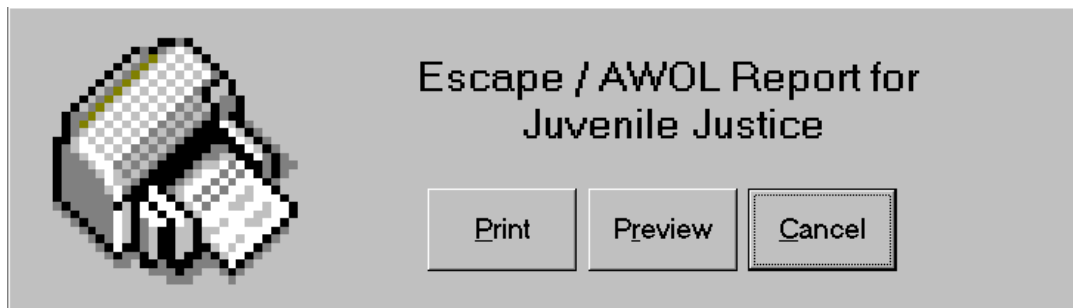 Escape / AWOL Report for
Juvenile Justice
Print Preview Cancel